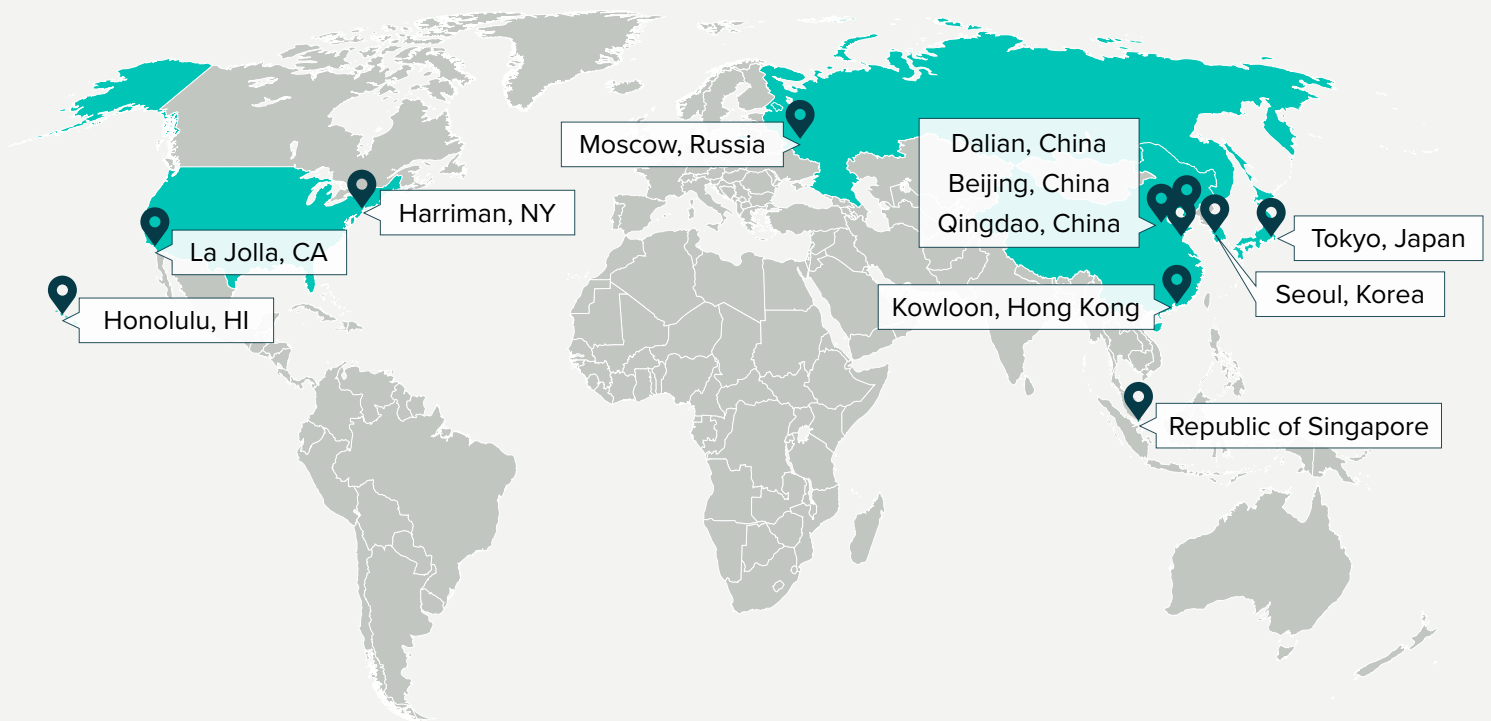 Moscow, Russia
Dalian, China
Beijing, China
Qingdao, China
Harriman, NY
La Jolla, CA
Tokyo, Japan
Honolulu, HI
Kowloon, Hong Kong
Seoul, Korea
Republic of Singapore